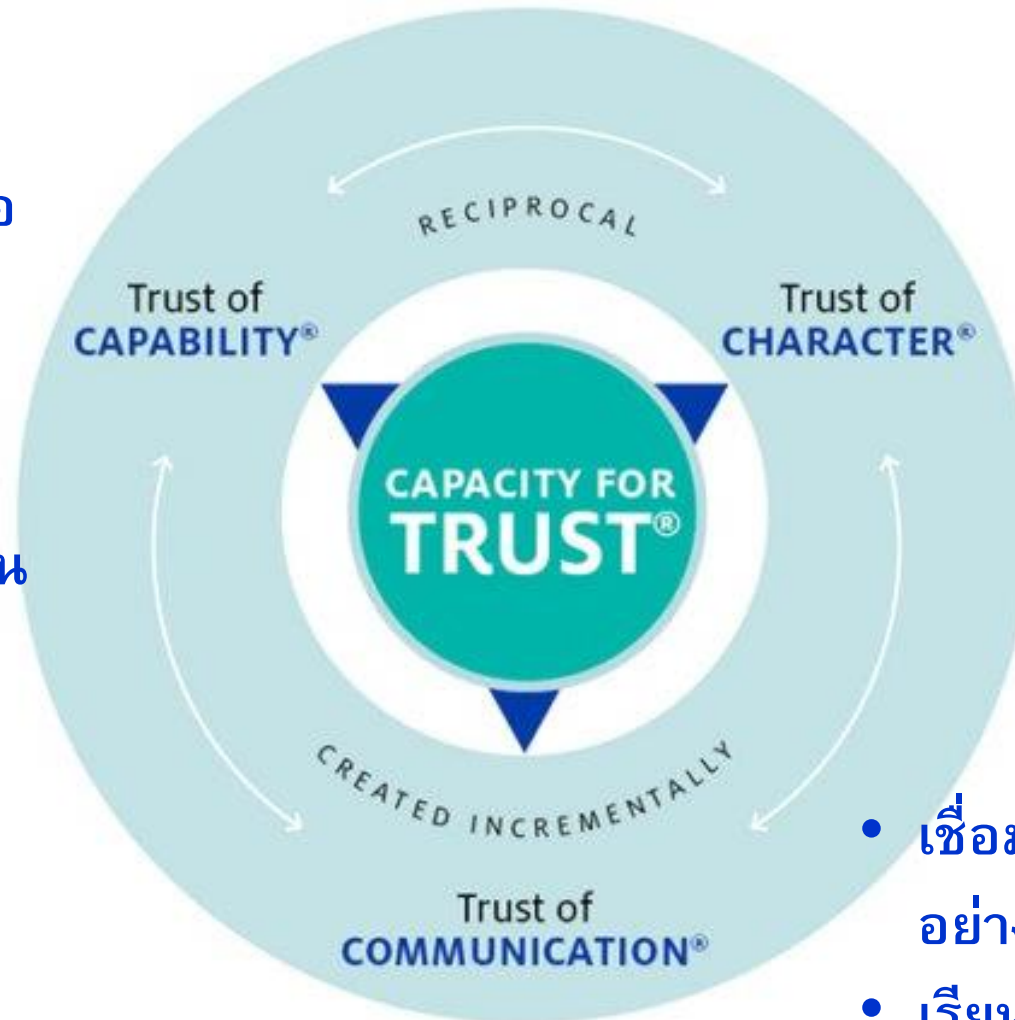 RECIPROCAL
Trust of
CAPABILITY®
Trust of
CHARACTER®
CAPACITY FOR
TRUST®
CREATED INCREMENTALLY
Trust of
COMMUNICATION®